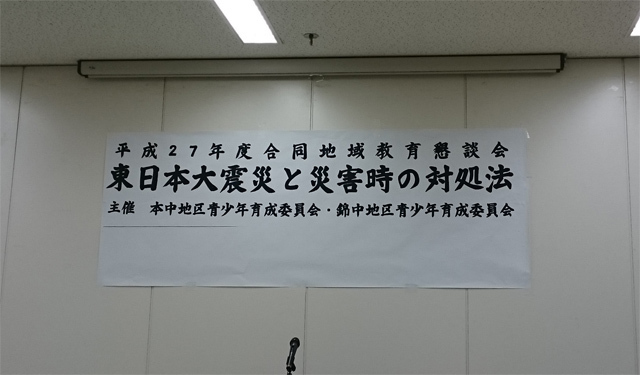 平成27年度合同地域教育懇談会
東日本大震災と災害時の対処法
主催 本中地区青少年育成委員会・錦中地区青少年育成委員会